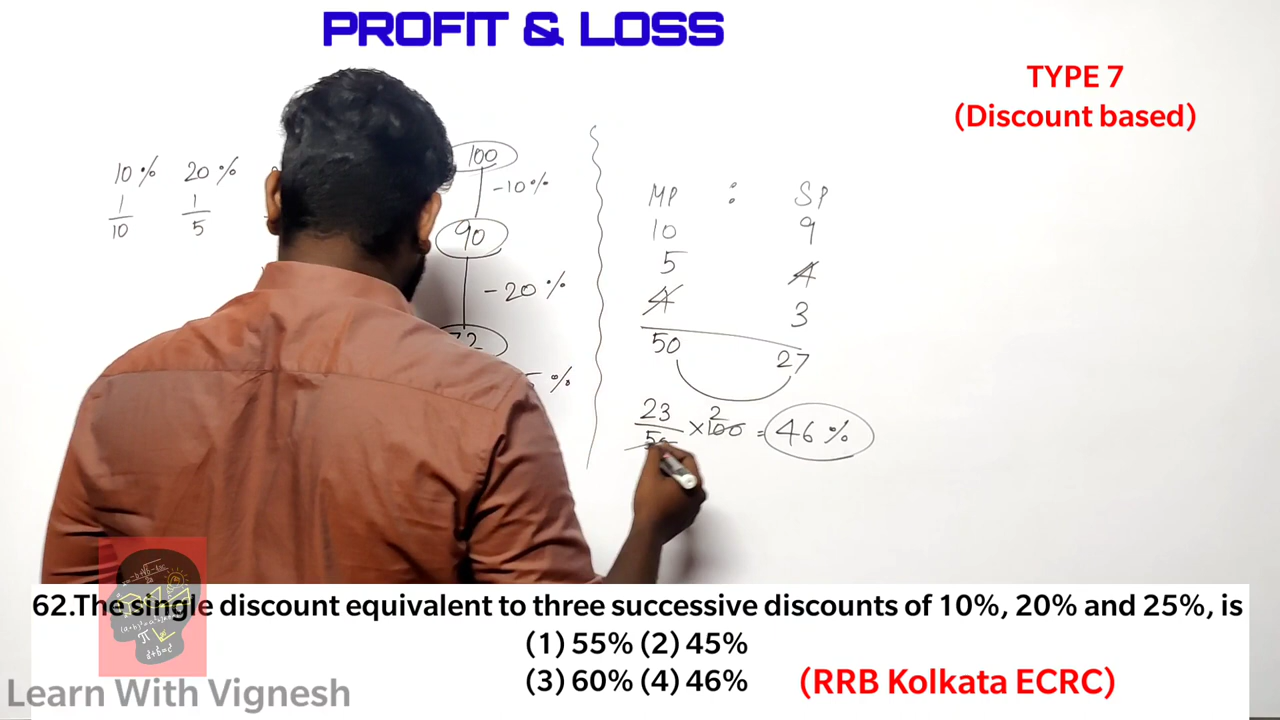 PROFIT & LOSS
TYPE 7
(Discount based)
10% 20%
1/10 1/5
100
-10%
90
-20%
72
%
MP : SP
10 9
5 4
4 3
50 27
23/50 × 100 2 = 46%
62.The single discount equivalent to three successive discounts of 10%, 20% and 25%, is
(1) 55% (2) 45%
(3) 60% (4) 46% (RRB Kolkata ECRC)
Learn With Vignesh